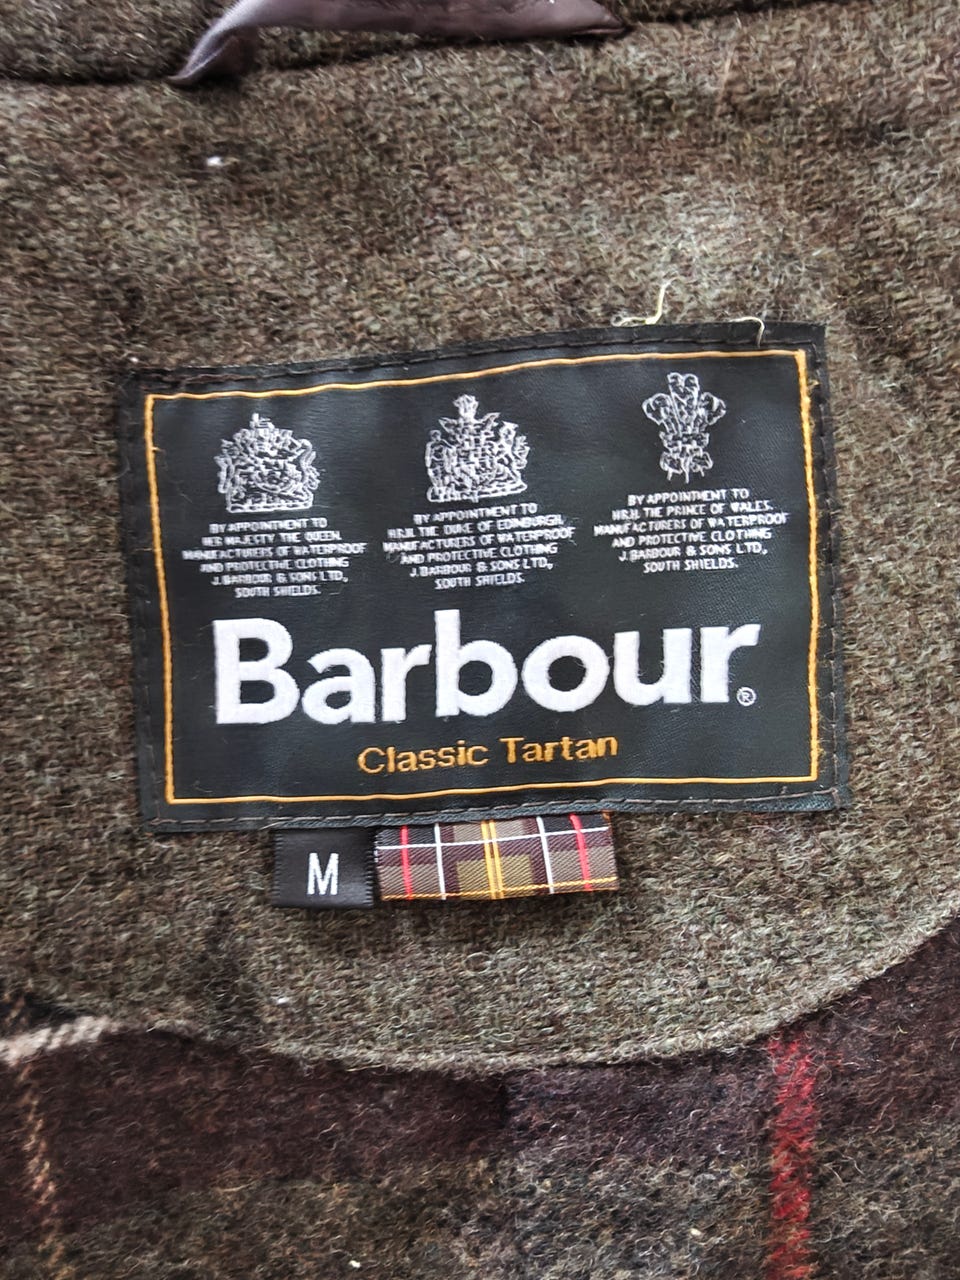 BY APPOINTMENT TO
HER MAJESTY THE QUEEN,
MANUFACTURERS OF WATERPROOF
AND PROTECTIVE CLOTHING
J. BARBOUR & SONS LTD,
SOUTH SHIELDS.
BY APPOINTMENT TO
H.R.H. THE DUKE OF EDINBURGH,
MANUFACTURERS OF WATERPROOF
AND PROTECTIVE CLOTHING
J. BARBOUR & SONS LTD,
SOUTH SHIELDS.
BY APPOINTMENT TO
H.R.H. THE PRINCE OF WALES,
MANUFACTURERS OF WATERPROOF
AND PROTECTIVE CLOTHING
J. BARBOUR & SONS LTD,
SOUTH SHIELDS.
Barbour®
Classic Tartan
M